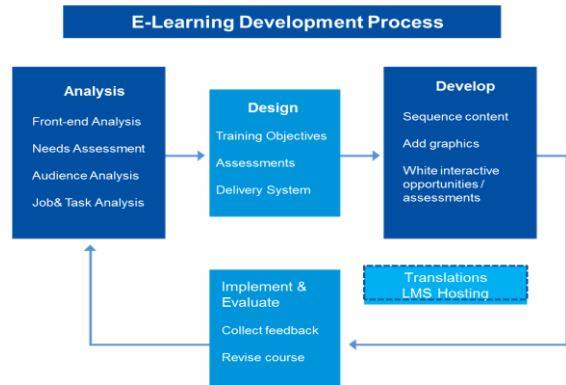 E-Learning Development Process
Analysis
Front-end Analysis
Needs Assessment
Audience Analysis
Job& Task Analysis
Design
Training Objectives
Assessments
Delivery System
Develop
Sequence content
Add graphics
White interactive
opportunities /
assessments
Translations
LMS Hosting
Implement &
Evaluate
Collect feedback
Revise course